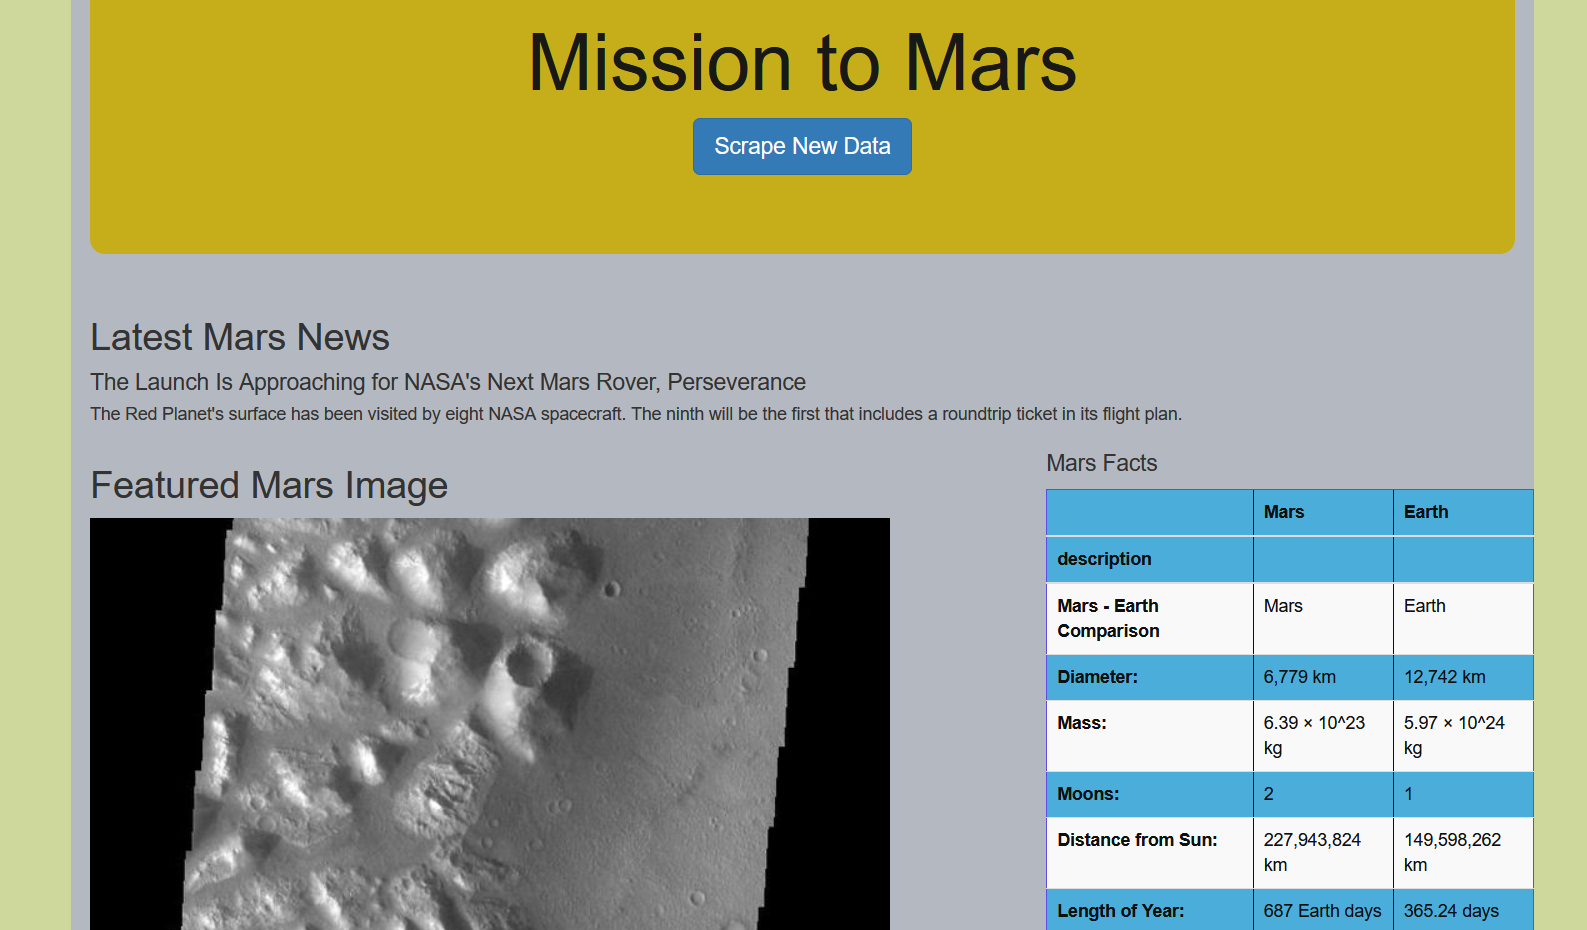 Mission to Mars
Scrape New Data
Latest Mars News
The Launch Is Approaching for NASA's Next Mars Rover, Perseverance
The Red Planet's surface has been visited by eight NASA spacecraft. The ninth will be the first that includes a roundtrip ticket in its flight plan.
Featured Mars Image
Mars Facts
Mars Earth
description
Mars - Earth Mars Earth
Comparison
Diameter: 6,779 km 12,742 km
Mass: 6.39 × 10^23 5.97 × 10^24
kg kg
Moons: 2 1
Distance from Sun: 227,943,824 149,598,262
km km
Length of Year: 687 Earth days 365.24 days